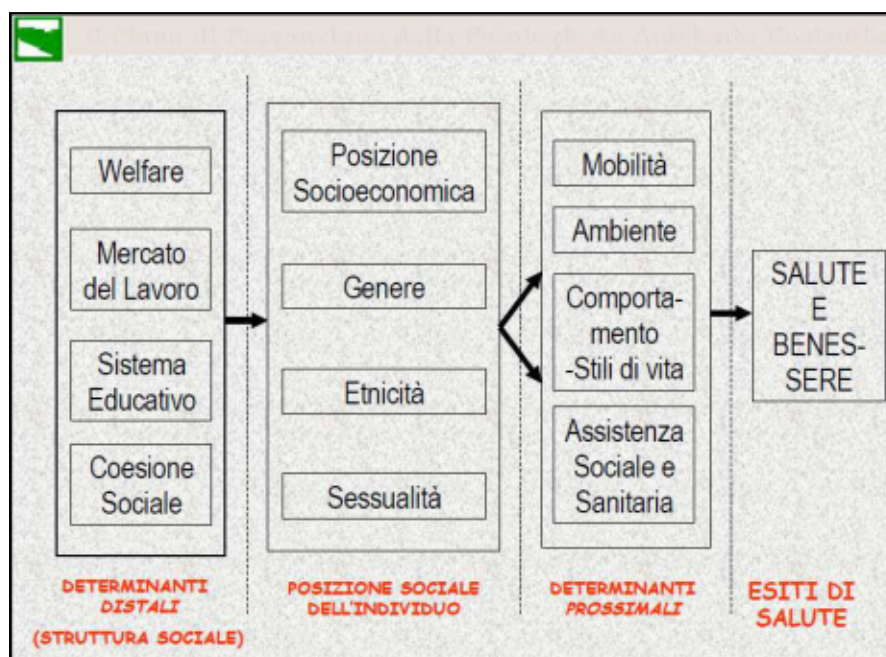 Welfare
Mercato
del Lavoro
Sistema
Educativo
Coesione
Sociale
DETERMINANTI
DISTALI
(STRUTTURA SOCIALE)
Posizione
Socioeconomica
Genere
Etnicità
Sessualità
POSIZIONE SOCIALE
DELL'INDIVIDUO
Mobilità
Ambiente
Comporta-
mento
-Stili di vita
Assistenza
Sociale e
Sanitaria
DETERMINANTI
PROSSIMALI
SALUTE
E
BENES-
SERE
ESITI DI
SALUTE